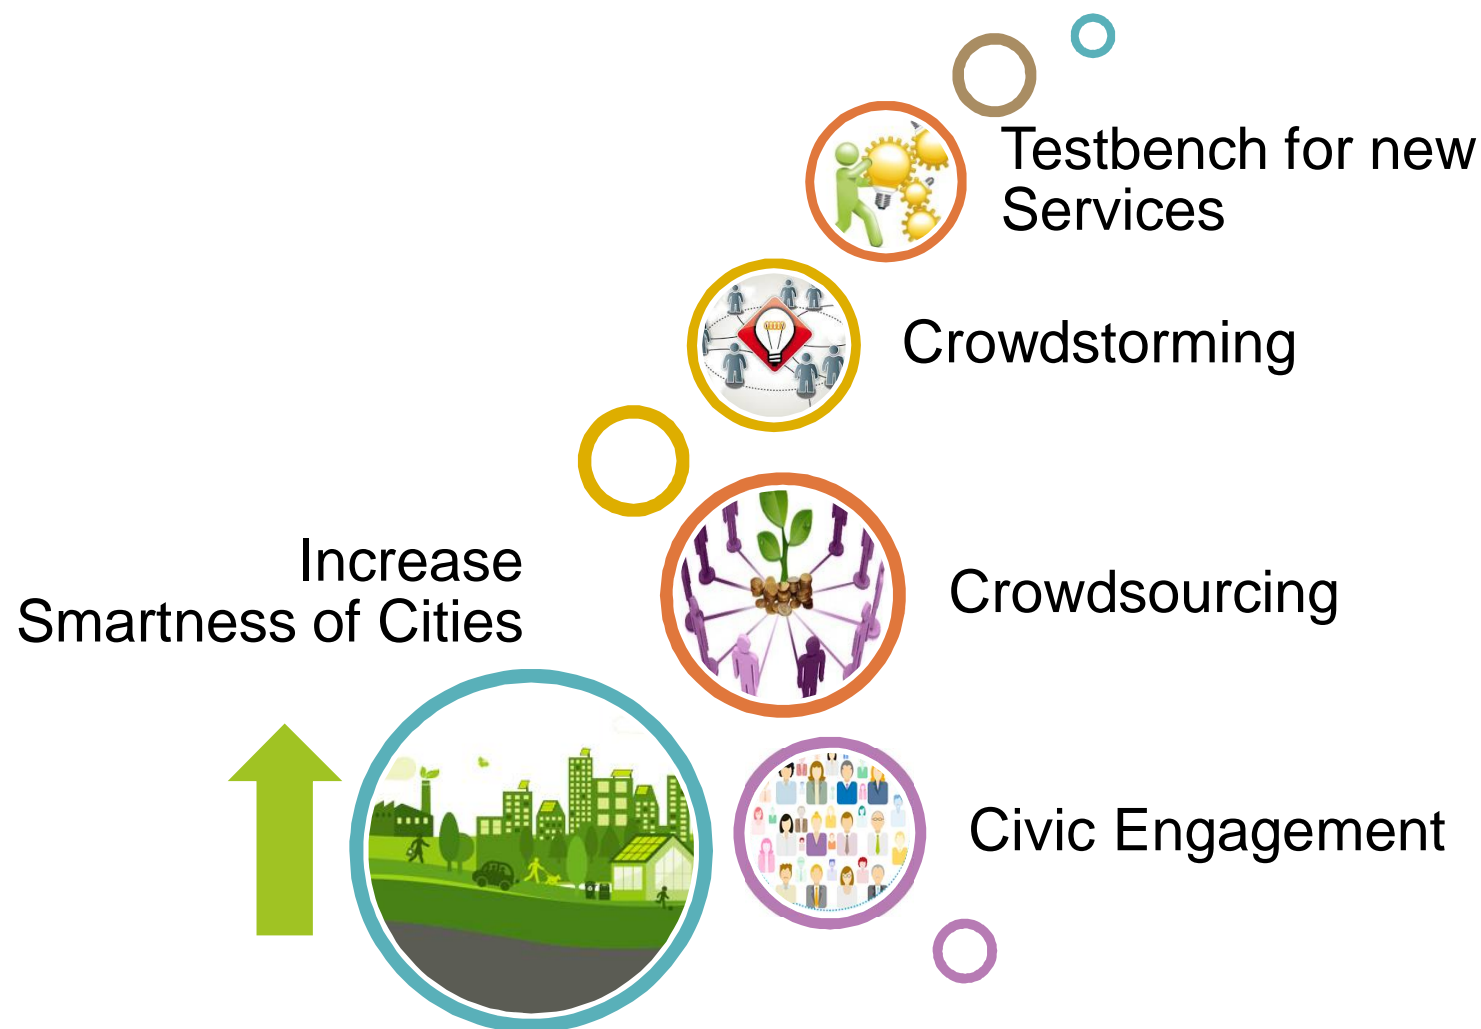 Testbench for new
Services
Crowdstorming
Increase
Smartness of Cities
Crowdsourcing
Civic Engagement